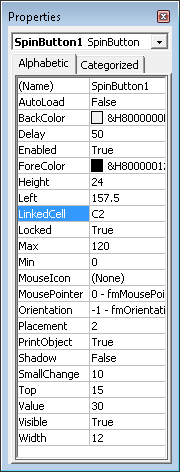 Properties
SpinButton1 SpinButton
Alphabetic Categorized
(Name) SpinButton1
AutoLoad False
BackColor &H8000000
Delay 50
Enabled True
ForeColor &H8000001
Height 24
Left 157.5
LinkedCell C2
Locked True
Max 120
Min 0
MouseIcon (None)
MousePointer 0 - fmMousePoi
Orientation -1 - fmOrientati
Placement 2
PrintObject True
Shadow False
SmallChange 10
Top 15
Value 30
Visible True
Width 12